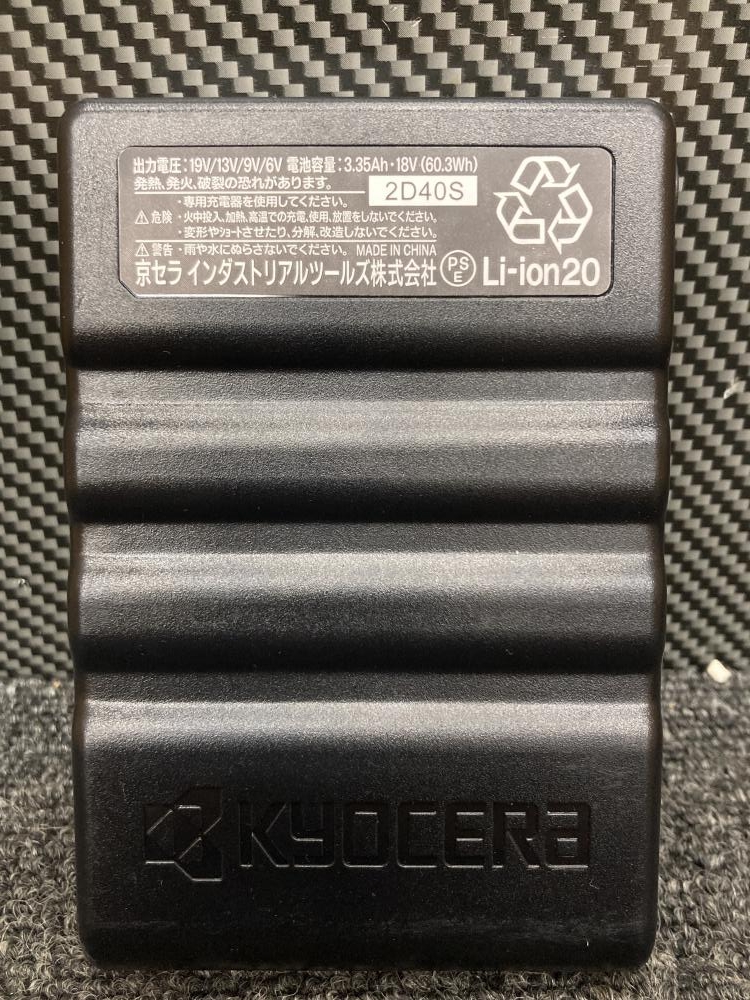 出力電圧:19V/13V/9V/6V 電池容量:3.35Ah・18V(60.3Wh)
発熱、発火、破裂の恐れがあります。
2D40S
・専用充電器を使用してください。
⚠危険 ・火中投入、加熱、高温での充電、使用、放置をしないでください。
・変形やショートさせたり、分解、改造しないでください。
⚠警告 ・雨や水にぬらさないでください。 MADE IN CHINA
京セラ インダストリアルツールズ株式会社 PSE Li-ion20
KYOCERA